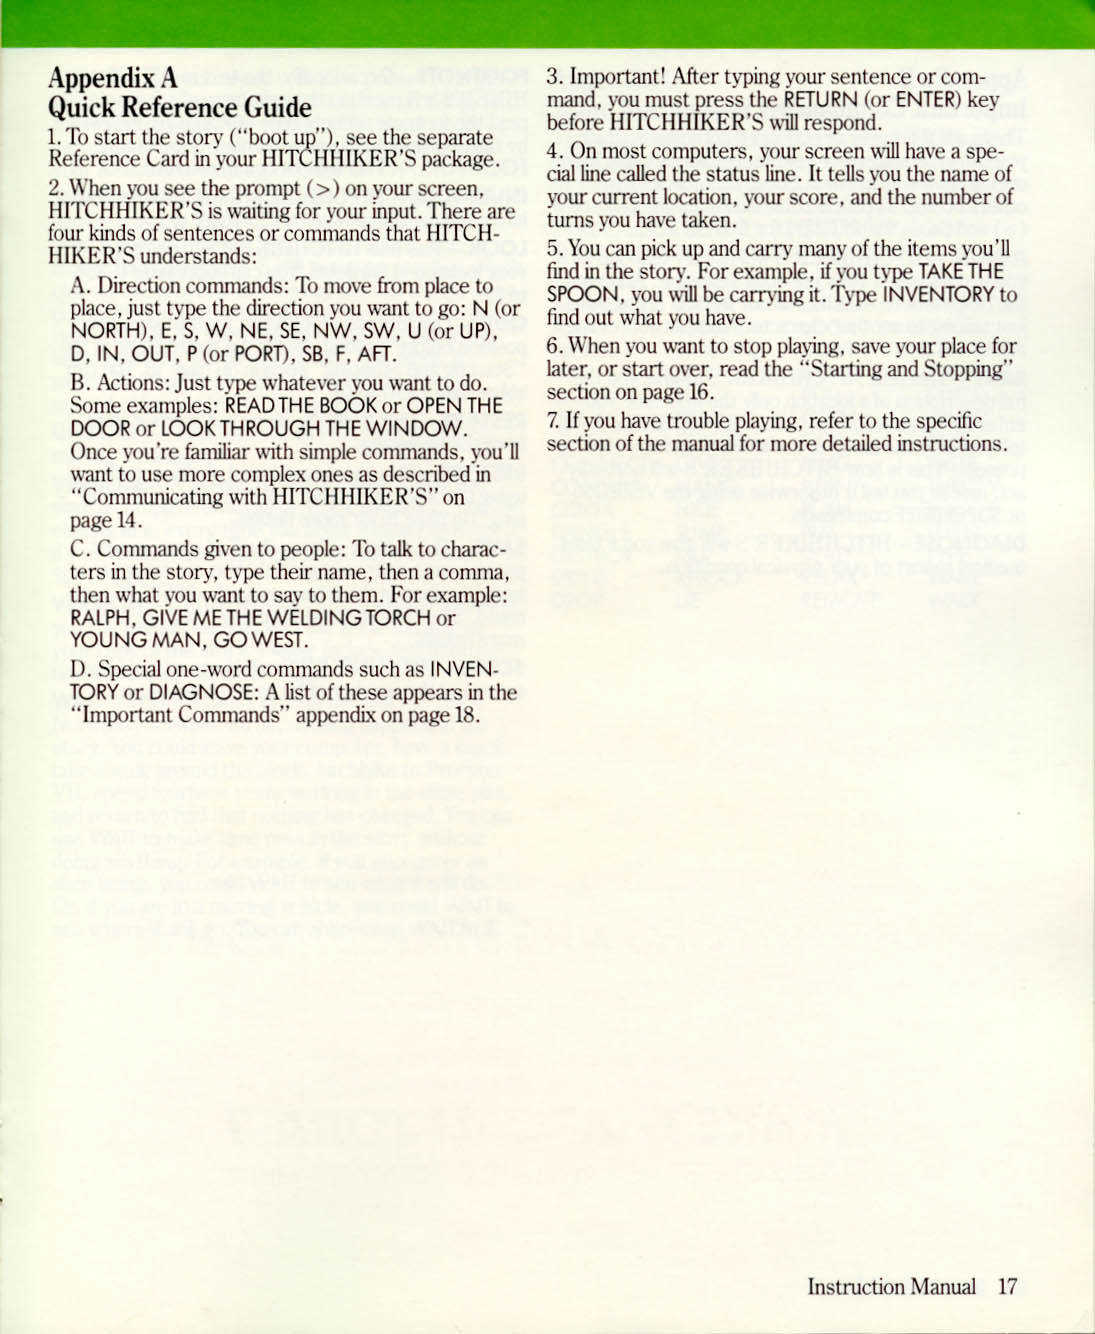 Appendix A
Quick Reference Guide
1. To start the story (“boot up”), see the separate
Reference Card in your HITCHHIKER’S package.
2. When you see the prompt (>) on your screen,
HITCHHIKER’S is waiting for your input. There are
four kinds of sentences or commands that HITCH-
HIKER’S understands:
A. Direction commands: To move from place to
place, just type the direction you want to go: N (or
NORTH), E, S, W, NE, SE, NW, SW, U (or UP),
D, IN, OUT, P (or PORT), SB, F, AFT.
B. Actions: Just type whatever you want to do.
Some examples: READ THE BOOK or OPEN THE
DOOR or LOOK THROUGH THE WINDOW.
Once you’re familiar with simple commands, you’ll
want to use more complex ones as described in
“Communicating with HITCHHIKER’S” on
page 14.
C. Commands given to people: To talk to charac-
ters in the story, type their name, then a comma,
then what you want to say to them. For example:
RALPH, GIVE ME THE WELDING TORCH or
YOUNG MAN, GO WEST.
D. Special one-word commands such as INVEN-
TORY or DIAGNOSE: A list of these appears in the
“Important Commands” appendix on page 18.
3. Important! After typing your sentence or com-
mand, you must press the RETURN (or ENTER) key
before HITCHHIKER’S will respond.
4. On most computers, your screen will have a spe-
cial line called the status line. It tells you the name of
your current location, your score, and the number of
turns you have taken.
5. You can pick up and carry many of the items you’ll
find in the story. For example, if you type TAKE THE
SPOON, you will be carrying it. Type INVENTORY to
find out what you have.
6. When you want to stop playing, save your place for
later, or start over, read the “Starting and Stopping”
section on page 16.
7. If you have trouble playing, refer to the specific
section of the manual for more detailed instructions.
Instruction Manual 17